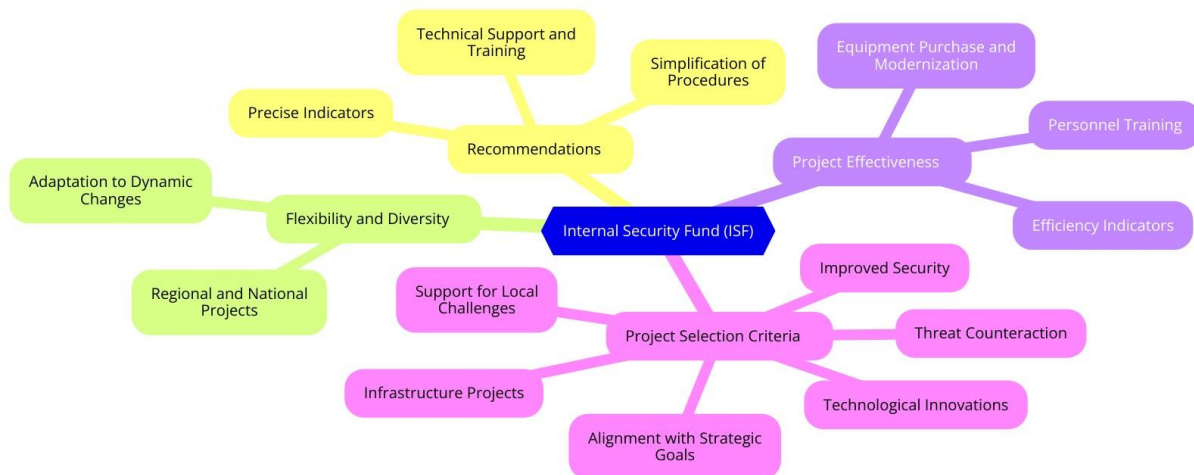 Technical Support and
Training
Simplification of
Procedures
Precise Indicators
Recommendations
Equipment Purchase and
Modernization
Personnel Training
Project Effectiveness
Efficiency Indicators
Adaptation to Dynamic
Changes
Flexibility and Diversity
Regional and National
Projects
Internal Security Fund (ISF)
Support for Local
Challenges
Improved Security
Project Selection Criteria
Threat Counteraction
Infrastructure Projects
Technological Innovations
Alignment with Strategic
Goals